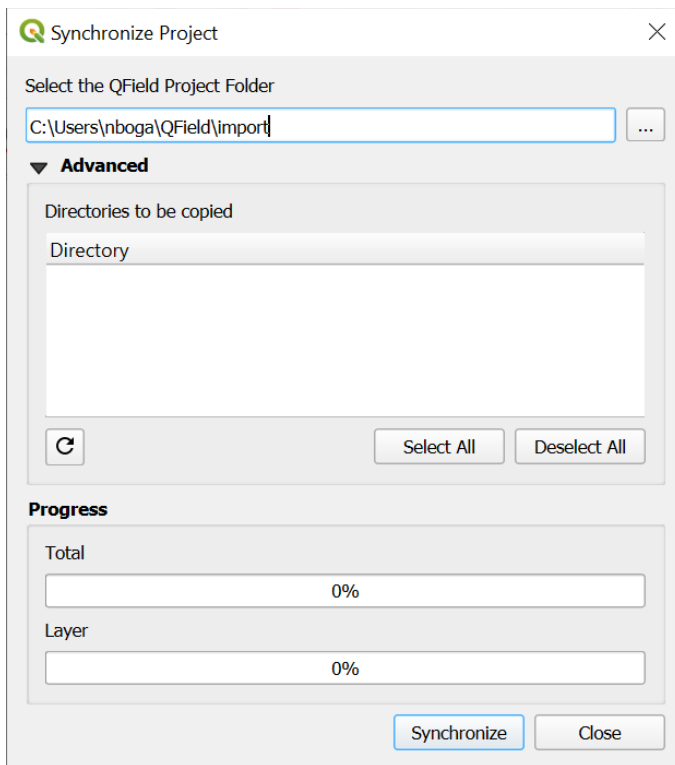 Synchronize Project
Select the QField Project Folder
C:\Users\nboga\QField\import
...
Advanced
Directories to be copied
Directory
Select All
Deselect All
Progress
Total
0%
Layer
0%
Synchronize
Close